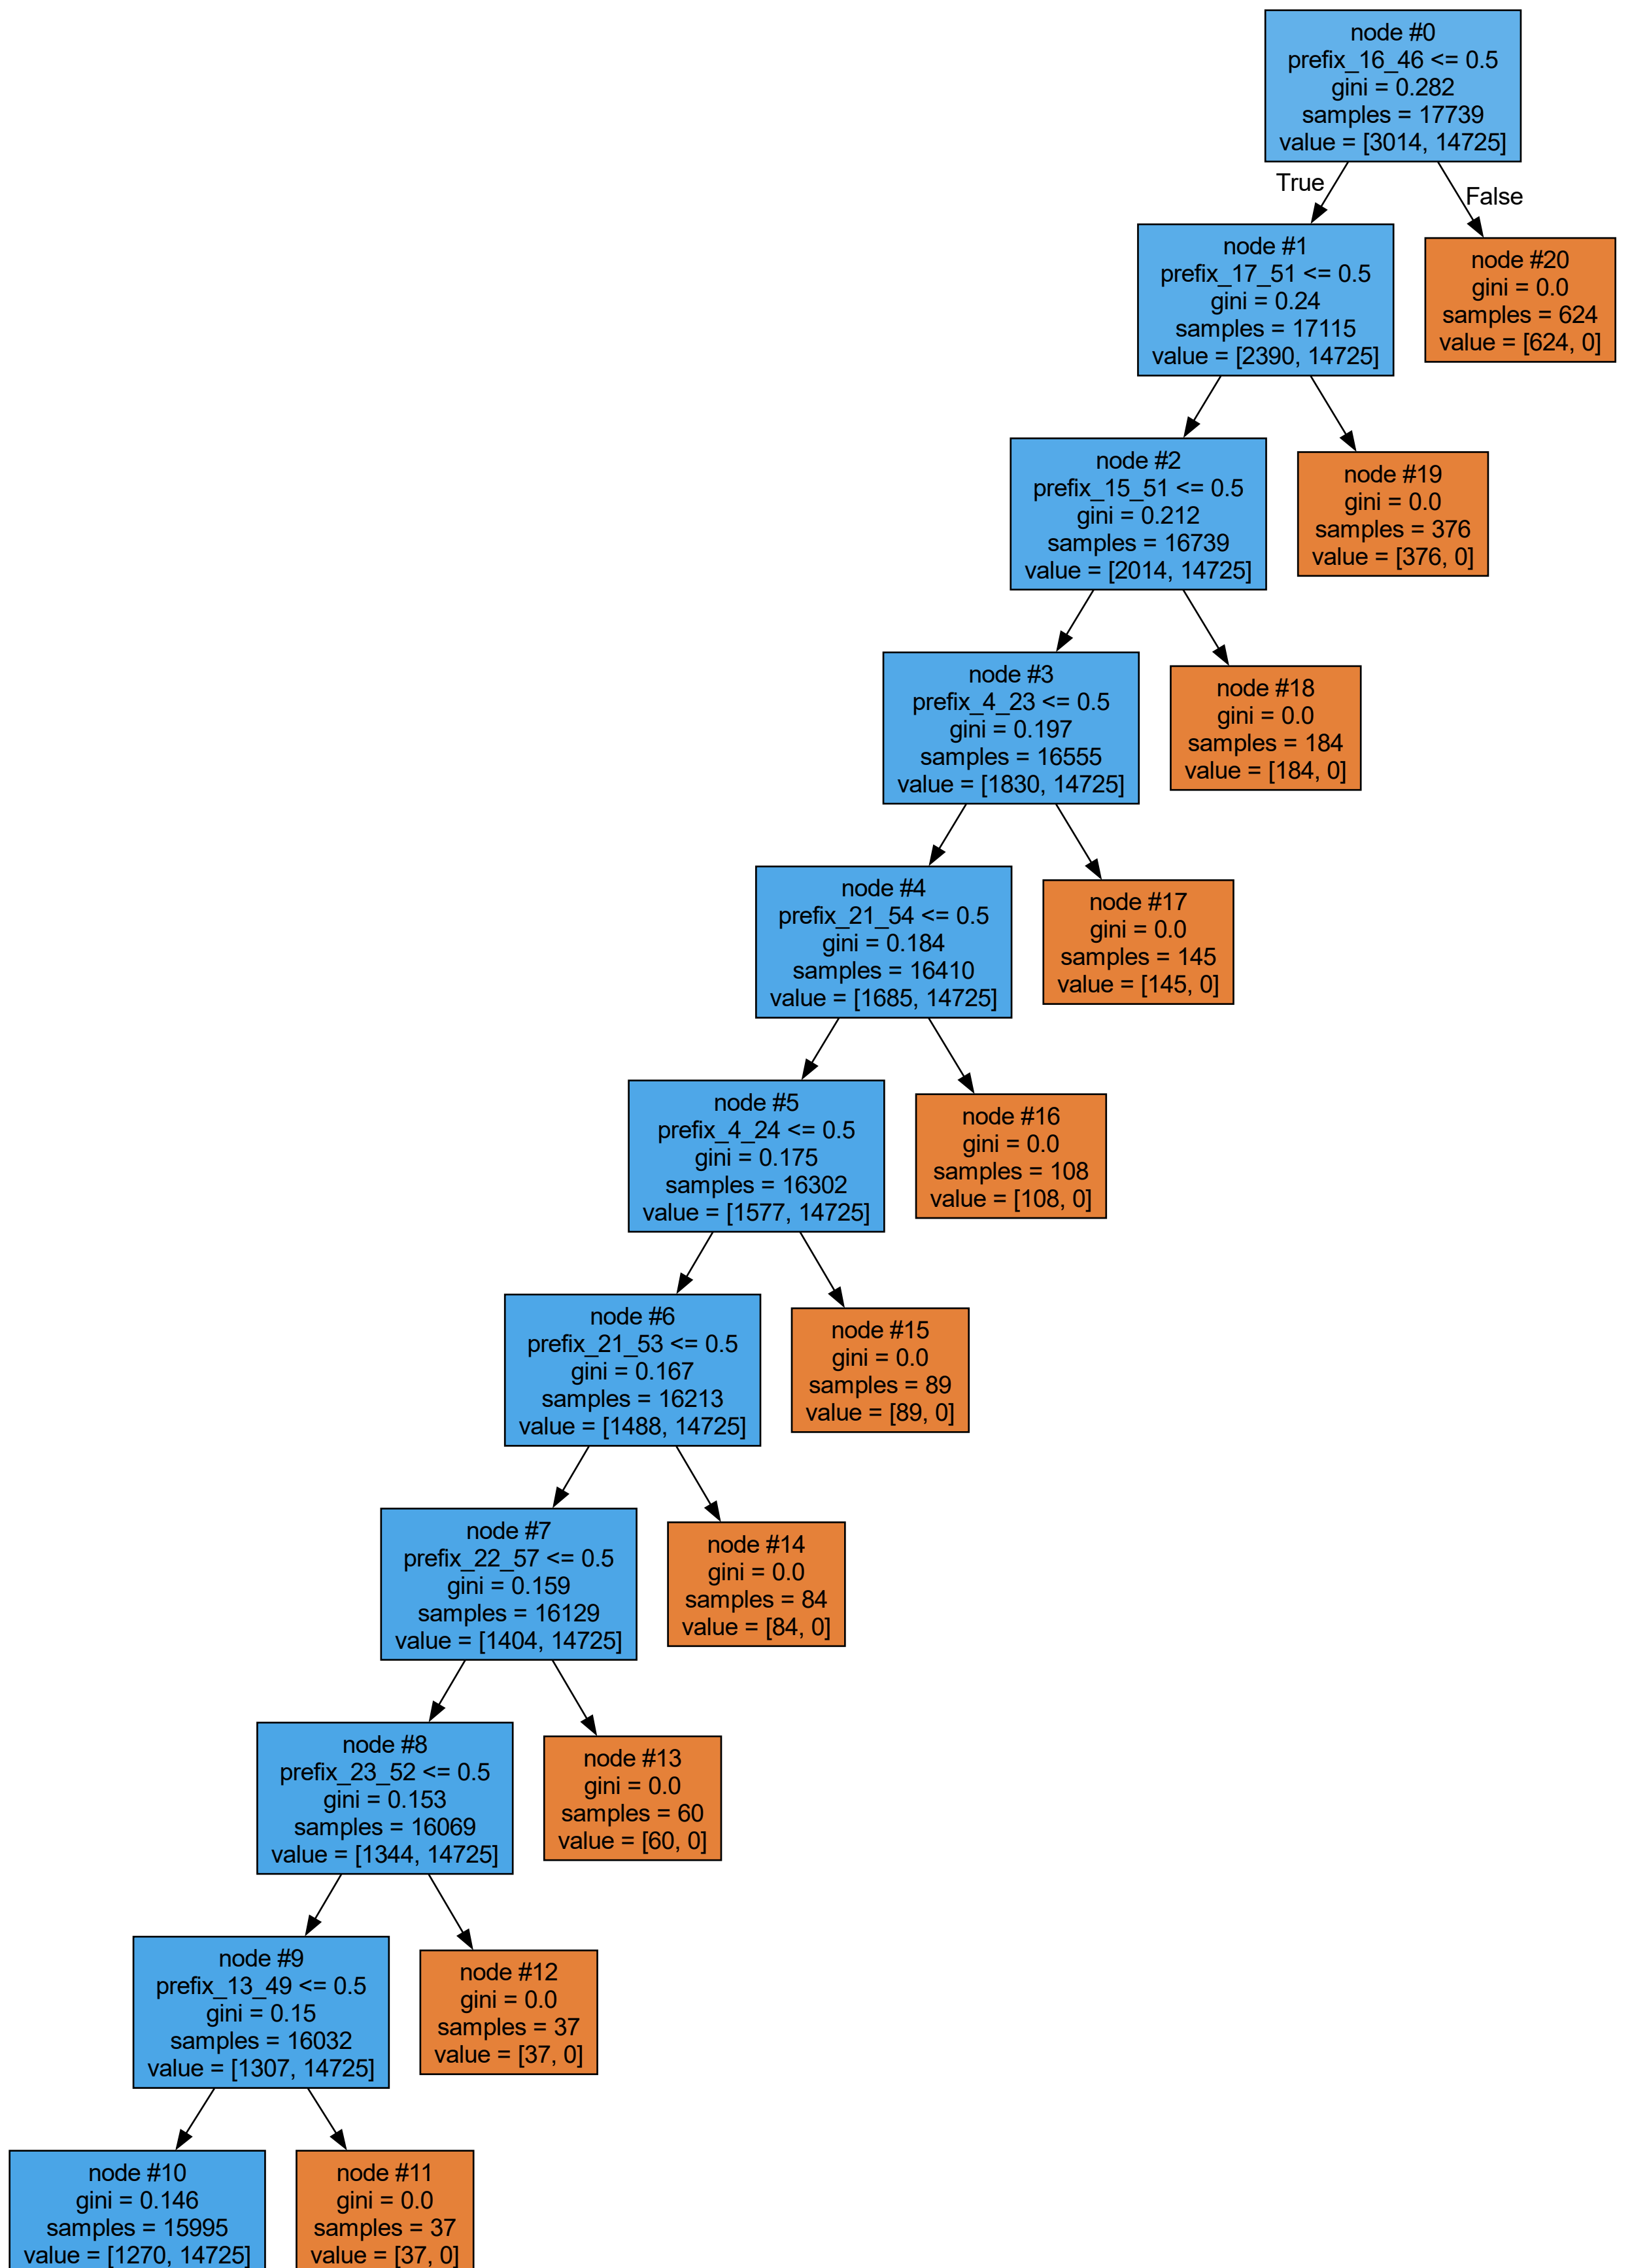 node #0
prefix_16_46 <= 0.5
gini = 0.282
samples = 17739
value = [3014, 14725]
True
False
node #1
prefix_17_51 <= 0.5
gini = 0.24
samples = 17115
value = [2390, 14725]
node #20
gini = 0.0
samples = 624
value = [624, 0]
node #2
prefix_15_51 <= 0.5
gini = 0.212
samples = 16739
value = [2014, 14725]
node #19
gini = 0.0
samples = 376
value = [376, 0]
node #3
prefix_4_23 <= 0.5
gini = 0.197
samples = 16555
value = [1830, 14725]
node #18
gini = 0.0
samples = 184
value = [184, 0]
node #4
prefix_21_54 <= 0.5
gini = 0.184
samples = 16410
value = [1685, 14725]
node #17
gini = 0.0
samples = 145
value = [145, 0]
node #5
prefix_4_24 <= 0.5
gini = 0.175
samples = 16302
value = [1577, 14725]
node #16
gini = 0.0
samples = 108
value = [108, 0]
node #6
prefix_21_53 <= 0.5
gini = 0.167
samples = 16213
value = [1488, 14725]
node #15
gini = 0.0
samples = 89
value = [89, 0]
node #7
prefix_22_57 <= 0.5
gini = 0.159
samples = 16129
value = [1404, 14725]
node #14
gini = 0.0
samples = 84
value = [84, 0]
node #8
prefix_23_52 <= 0.5
gini = 0.153
samples = 16069
value = [1344, 14725]
node #13
gini = 0.0
samples = 60
value = [60, 0]
node #9
prefix_13_49 <= 0.5
gini = 0.15
samples = 16032
value = [1307, 14725]
node #12
gini = 0.0
samples = 37
value = [37, 0]
node #10
gini = 0.146
samples = 15995
value = [1270, 14725]
node #11
gini = 0.0
samples = 37
value = [37, 0]